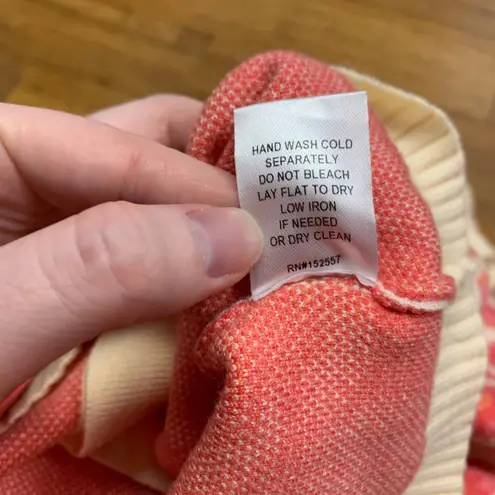 HAND WASH COLD
SEPARATELY
DO NOT BLEACH
LAY FLAT TO DRY
LOW IRON
IF NEEDED
OR DRY CLEAN
RN#152557